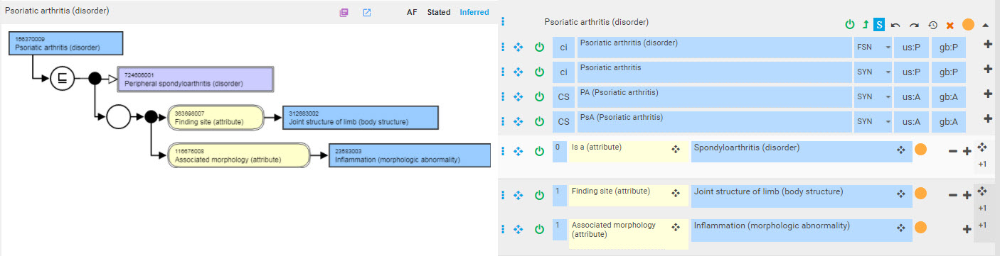 Psoriatic arthritis (disorder)
AF Stated Inferred
156370009
Psoriatic arthritis (disorder)
⊑
724606001
Peripheral spondyloarthritis (disorder)
363698007
Finding site (attribute)
312683002
Joint structure of limb (body structure)
116676008
Associated morphology (attribute)
23583003
Inflammation (morphologic abnormality)
Psoriatic arthritis (disorder)
S
ci Psoriatic arthritis (disorder) FSN us:P gb:P
ci Psoriatic arthritis SYN us:P gb:P
CS PA (Psoriatic arthritis) SYN us:A gb:A
CS PsA (Psoriatic arthritis) SYN us:A gb:A
0 Is a (attribute) Spondyloarthritis (disorder)
+1
1 Finding site (attribute) Joint structure of limb (body structure)
+1
1 Associated morphology
(attribute)
Inflammation (morphologic abnormality)
+1